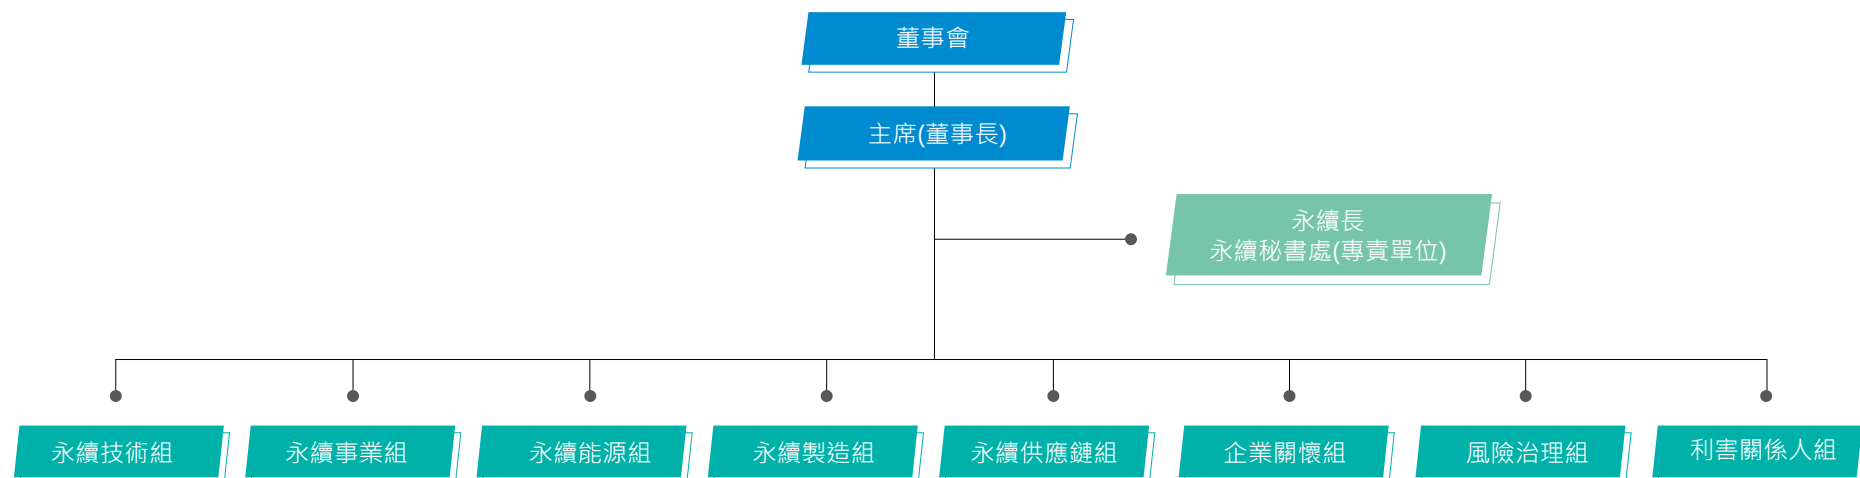 董事會
主席(董事長)
永續長
永續秘書處(專責單位)
永續技術組
永續事業組
永續能源組
永續製造組
永續供應鏈組
企業關懷組
風險治理組
利害關係人組